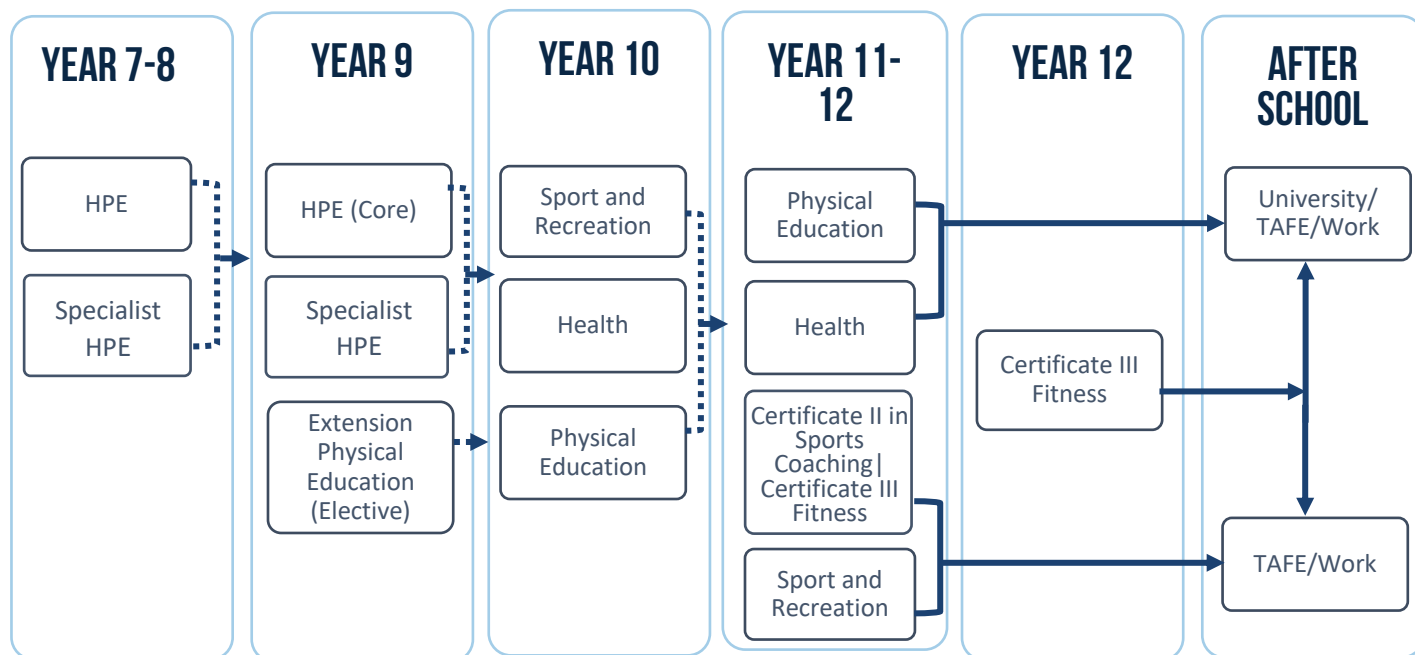 YEAR 7-8
HPE
Specialist
HPE
YEAR 9
HPE (Core)
Specialist
HPE
Extension
Physical
Education
(Elective)
YEAR 10
Sport and
Recreation
Health
Physical
Education
YEAR 11-
12
Physical
Education
Health
Certificate II in
Sports
Coaching|
Certificate III
Fitness
Sport and
Recreation
YEAR 12
Certificate III
Fitness
AFTER
SCHOOL
University/
TAFE/Work
TAFE/Work